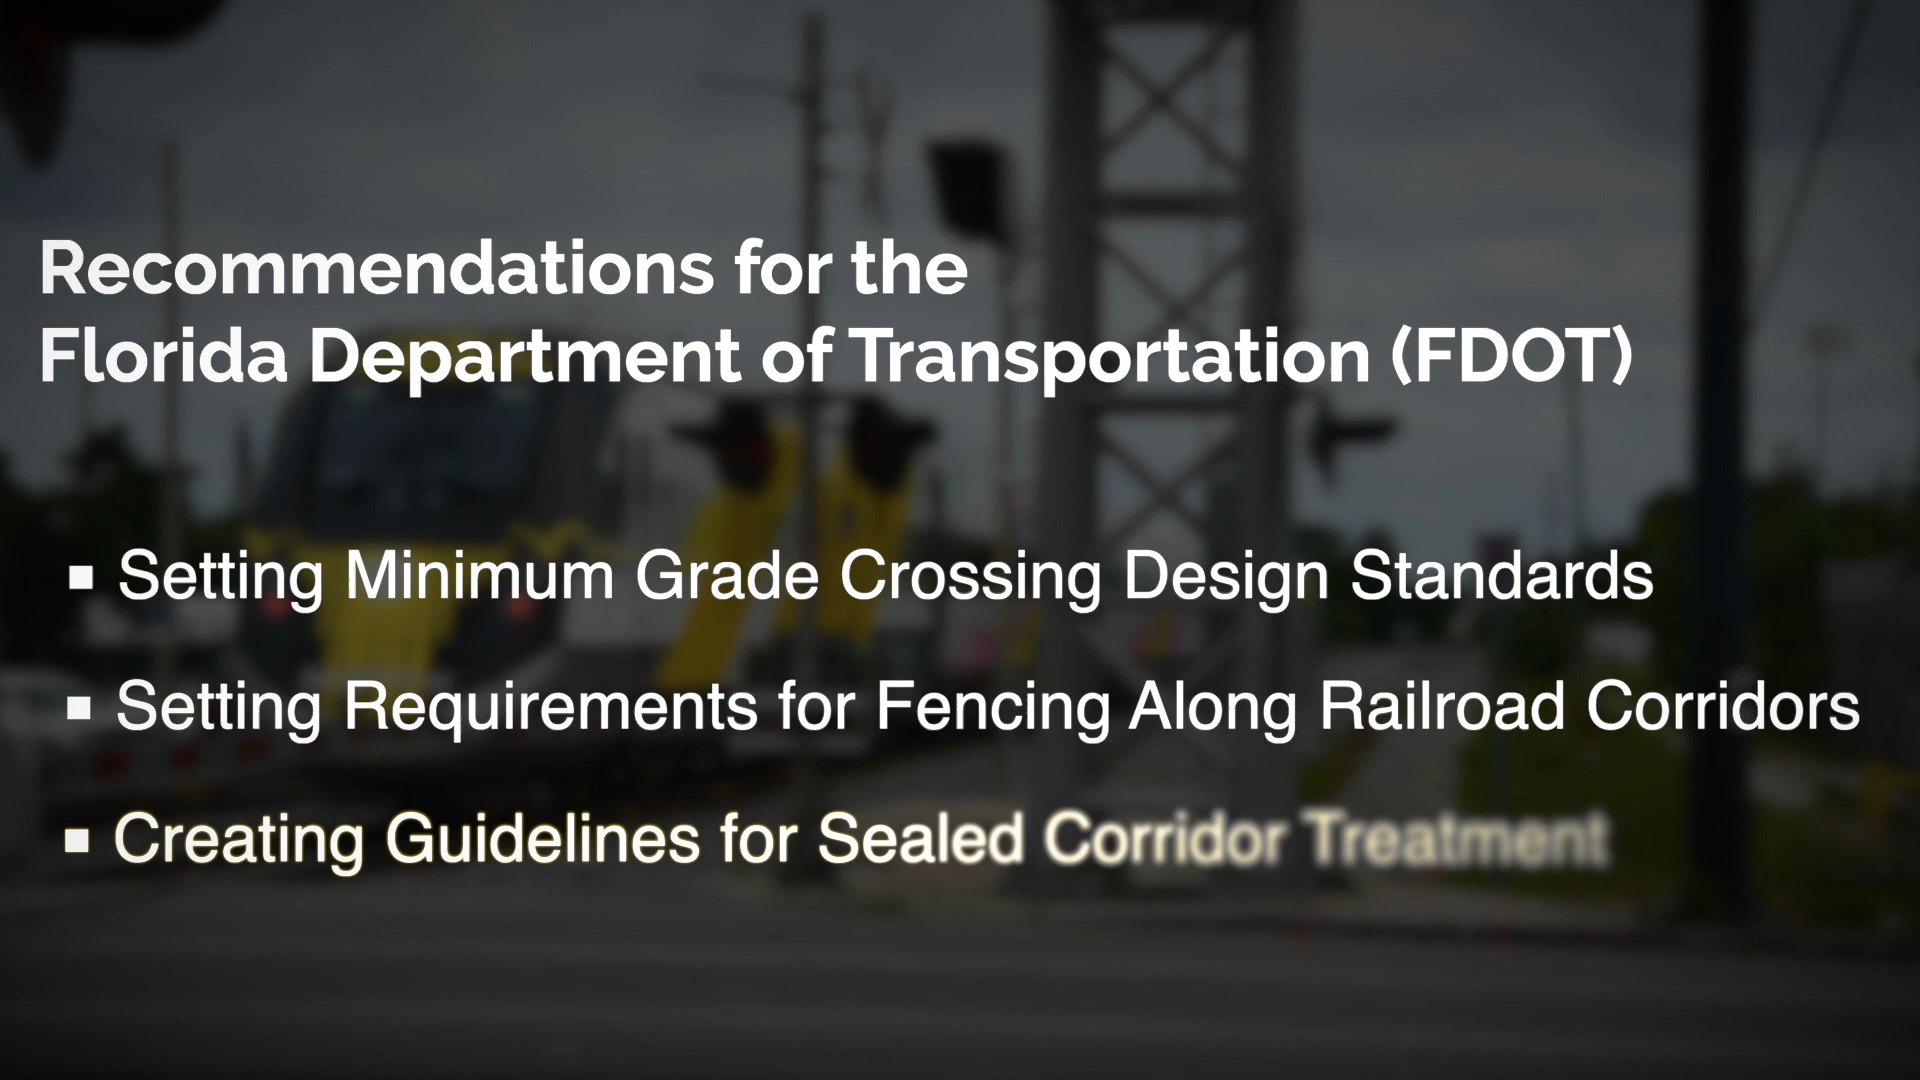 Recommendations for the
Florida Department of Transportation (FDOT)
▪ Setting Minimum Grade Crossing Design Standards
▪ Setting Requirements for Fencing Along Railroad Corridors
▪ Creating Guidelines for Sealed Corridor Treatment